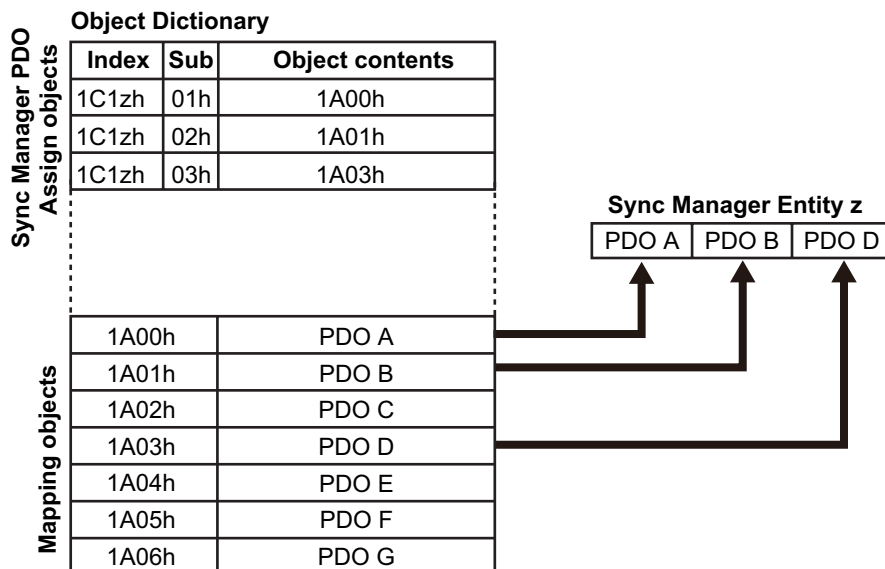 Object Dictionary
Sync Manager PDO
Assign objects
Index Sub Object contents
1C1zh 01h 1A00h
1C1zh 02h 1A01h
1C1zh 03h 1A03h
Sync Manager Entity z
PDO A PDO B PDO D
Mapping objects
1A00h PDO A
1A01h PDO B
1A02h PDO C
1A03h PDO D
1A04h PDO E
1A05h PDO F
1A06h PDO G